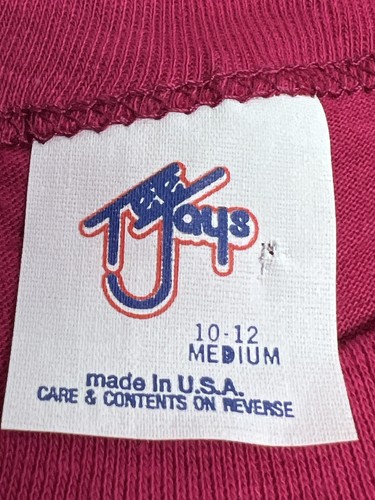 Tee Jays
10-12
MEDIUM
made In U.S.A.
CARE & CONTENTS ON REVERSE